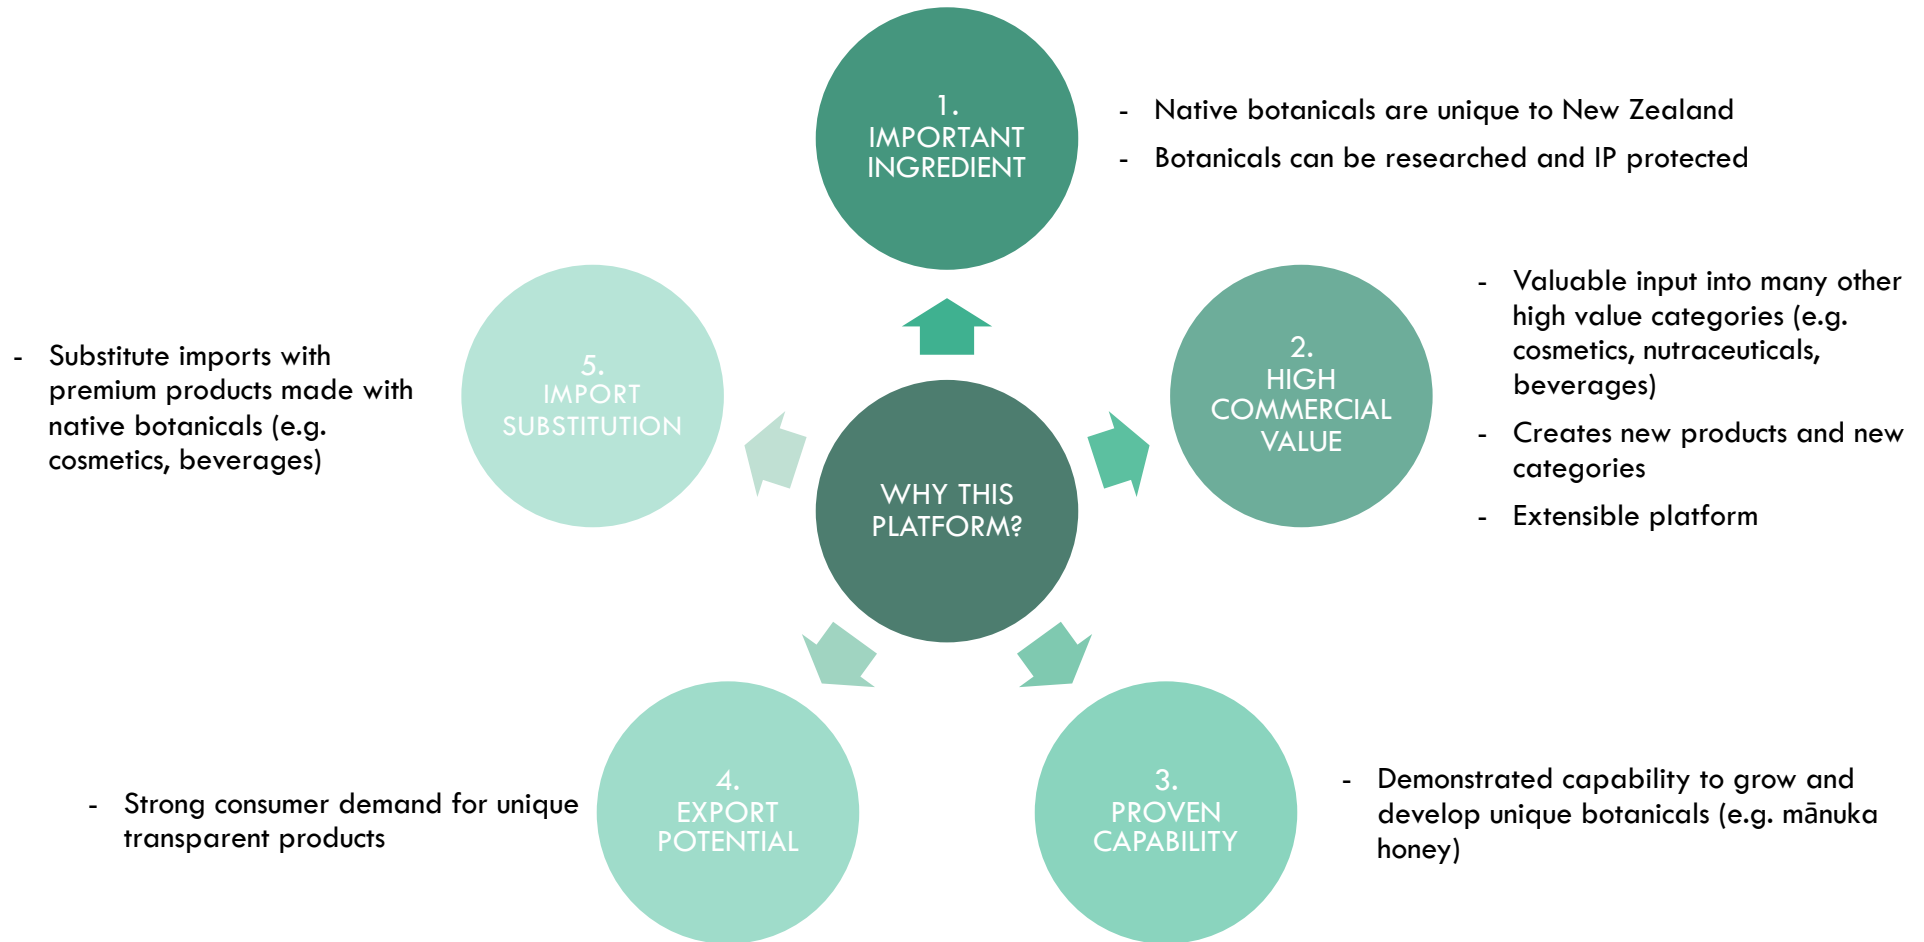 1.
IMPORTANT
INGREDIENT
- Native botanicals are unique to New Zealand
- Botanicals can be researched and IP protected
2.
HIGH
COMMERCIAL
VALUE
- Valuable input into many other
high value categories (e.g.
cosmetics, nutraceuticals,
beverages)
- Creates new products and new
categories
- Extensible platform
WHY THIS
PLATFORM?
5.
IMPORT
SUBSTITUTION
- Substitute imports with
premium products made with
native botanicals (e.g.
cosmetics, beverages)
4.
EXPORT
POTENTIAL
- Strong consumer demand for unique
transparent products
3.
PROVEN
CAPABILITY
- Demonstrated capability to grow and
develop unique botanicals (e.g. mānuka
honey)